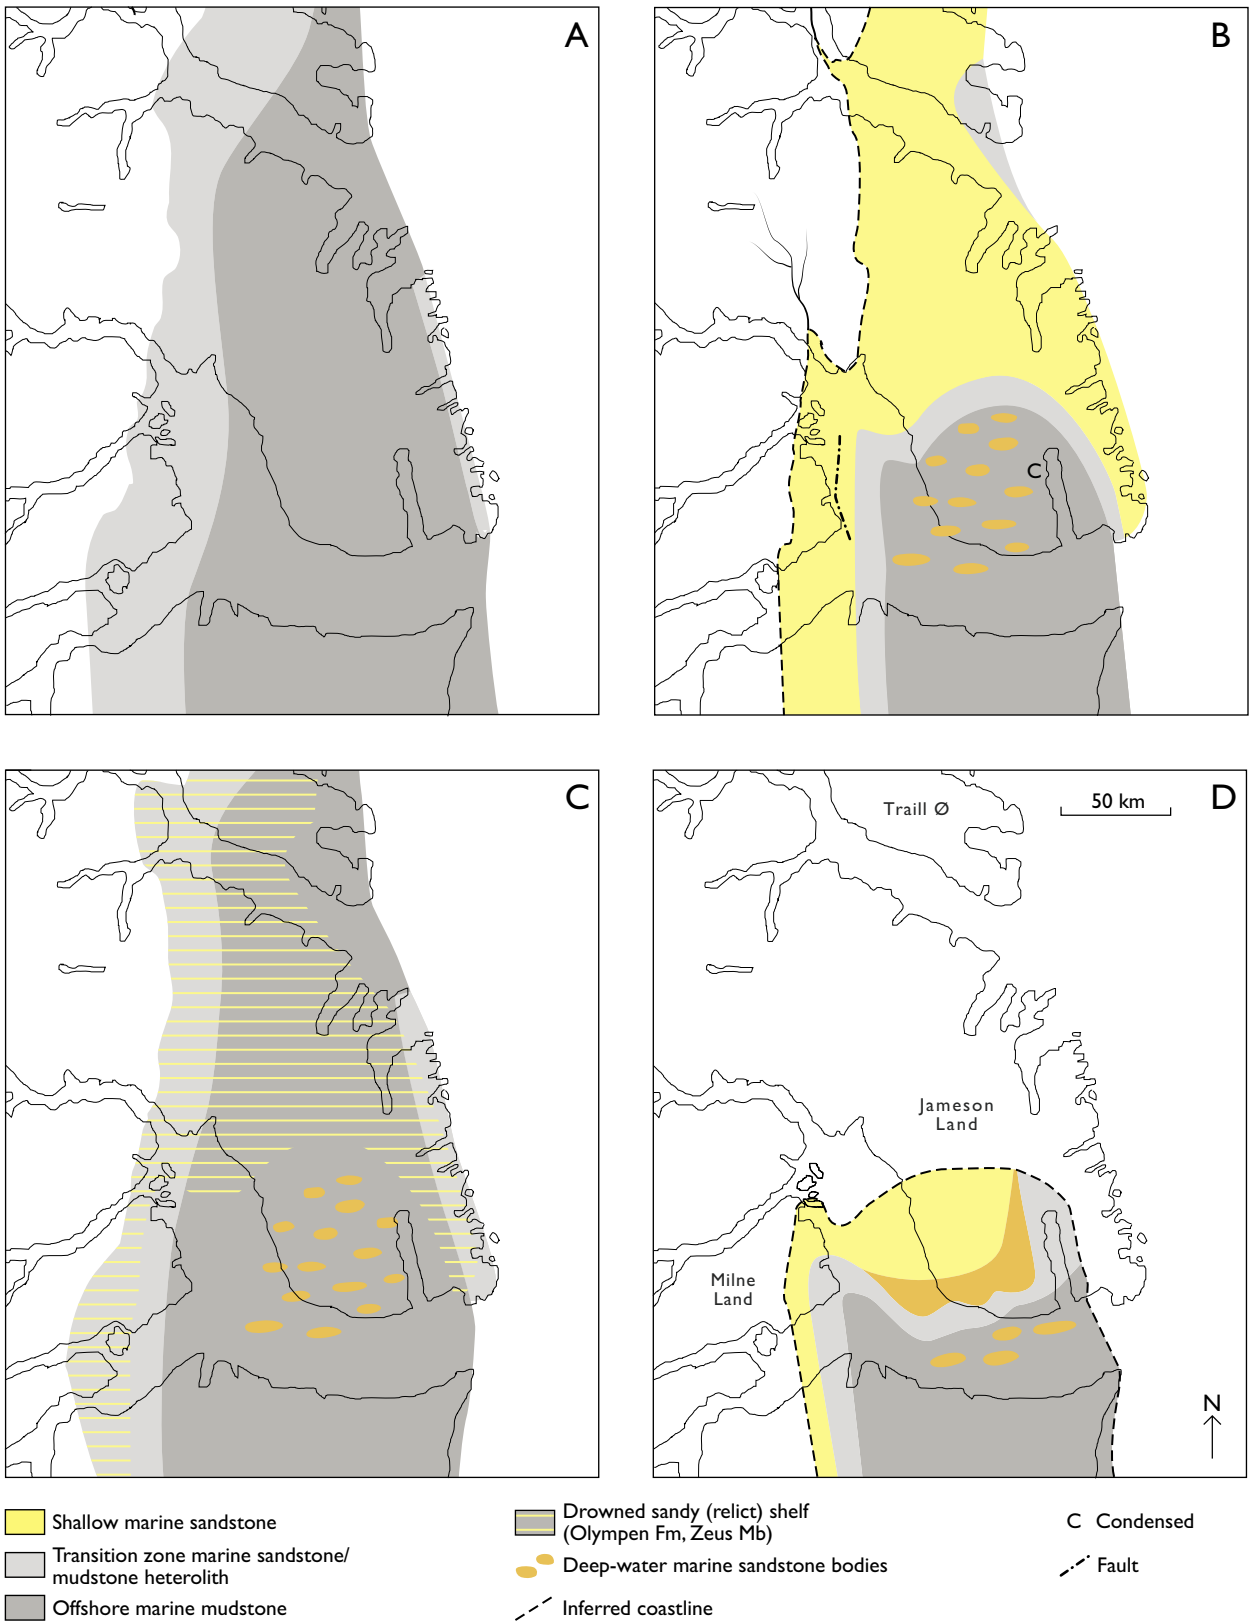 A
B
C
C
D
Traill Ø
50 km
Jameson
Land
Milne
Land
N
Shallow marine sandstone
Transition zone marine sandstone/
mudstone heterolith
Offshore marine mudstone
Drowned sandy (relict) shelf
(Olympen Fm, Zeus Mb)
Deep-water marine sandstone bodies
Inferred coastline
C Condensed
Fault